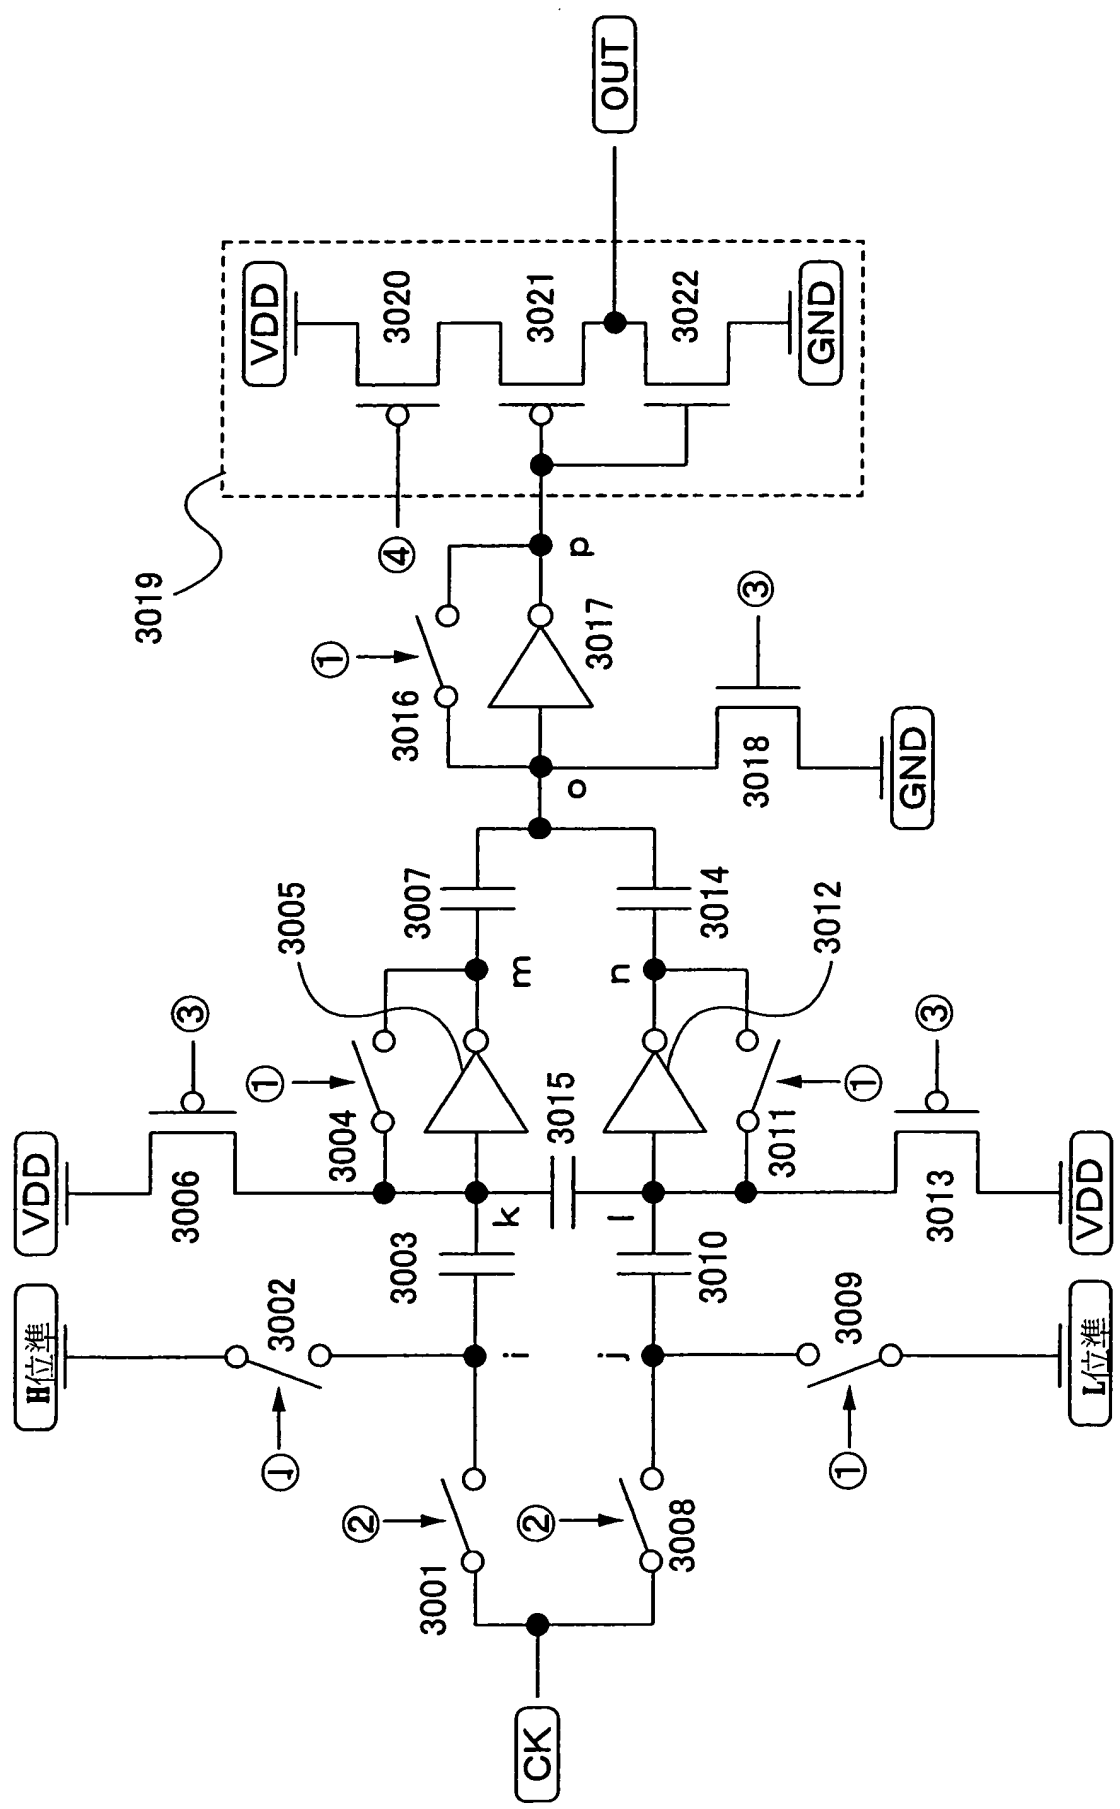 H位準
VDD
①
3002
3006
③
②
①
3005
3004
3001
3003
3007
i
k
m
CK
②
3015
3008
j
l
n
3010
3014
3012
3011
①
①
3009
3013
③
L位準
VDD
①
3016
3017
o
p
3018
③
GND
3019
④
VDD
3020
3021
3022
GND
OUT